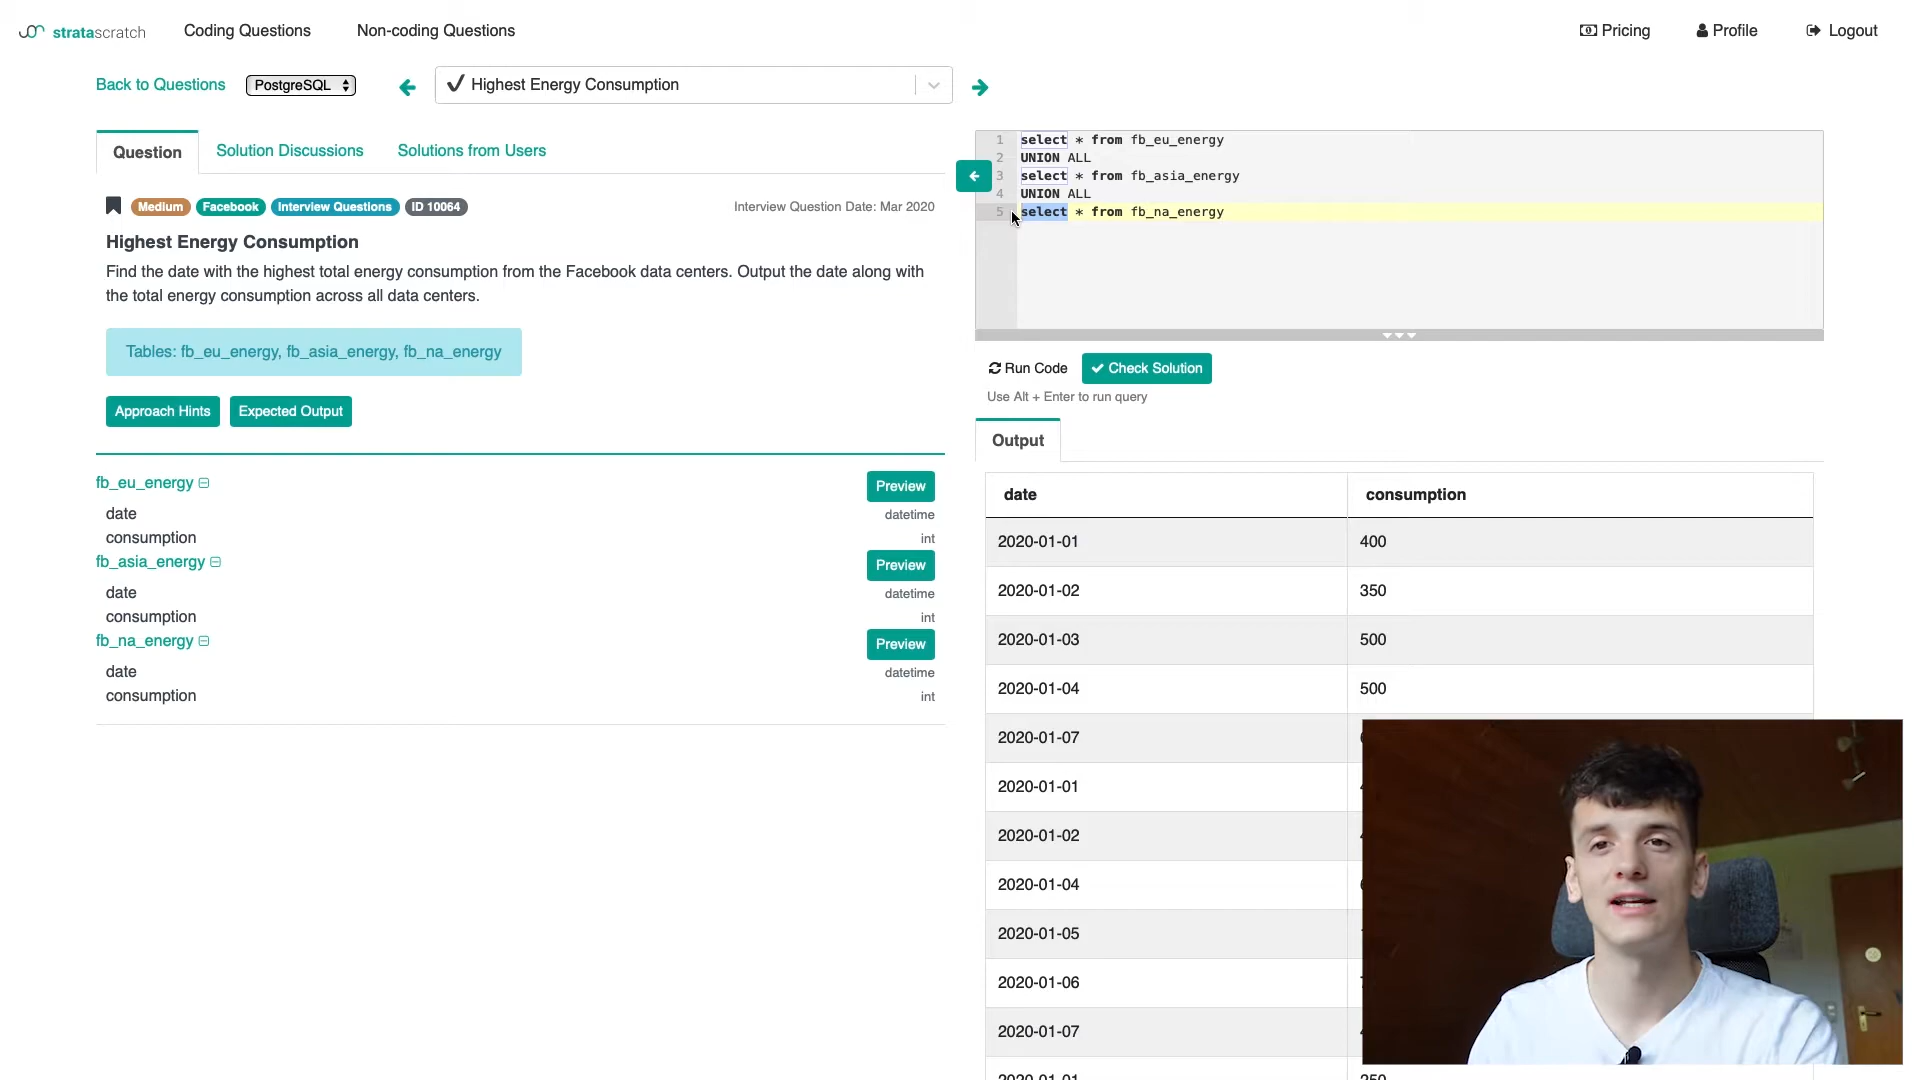 stratascratch
Coding Questions
Non-coding Questions
Pricing
Profile
Logout
Back to Questions
PostgreSQL
Highest Energy Consumption
Question
Solution Discussions
Solutions from Users
Medium
Facebook
Interview Questions
ID 10064
Interview Question Date: Mar 2020
Highest Energy Consumption
Find the date with the highest total energy consumption from the Facebook data centers. Output the date along with
the total energy consumption across all data centers.
Tables: fb_eu_energy, fb_asia_energy, fb_na_energy
Approach Hints
Expected Output
fb_eu_energy
Preview
date
datetime
consumption
int
fb_asia_energy
Preview
date
datetime
consumption
int
fb_na_energy
Preview
date
datetime
consumption
int
1 select * from fb_eu_energy
2 UNION ALL
3 select * from fb_asia_energy
4 UNION ALL
5 select * from fb_na_energy
Run Code
Check Solution
Use Alt + Enter to run query
Output
date consumption
2020-01-01 400
2020-01-02 350
2020-01-03 500
2020-01-04 500
2020-01-07
2020-01-01
2020-01-02
2020-01-04
2020-01-05
2020-01-06
2020-01-07
2020-01-01 250